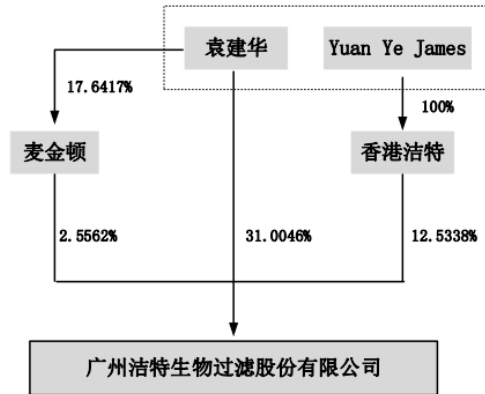 袁建华
Yuan Ye James
17.6417%
100%
麦金顿
香港洁特
2.5562%
31.0046%
12.5338%
广州洁特生物过滤股份有限公司